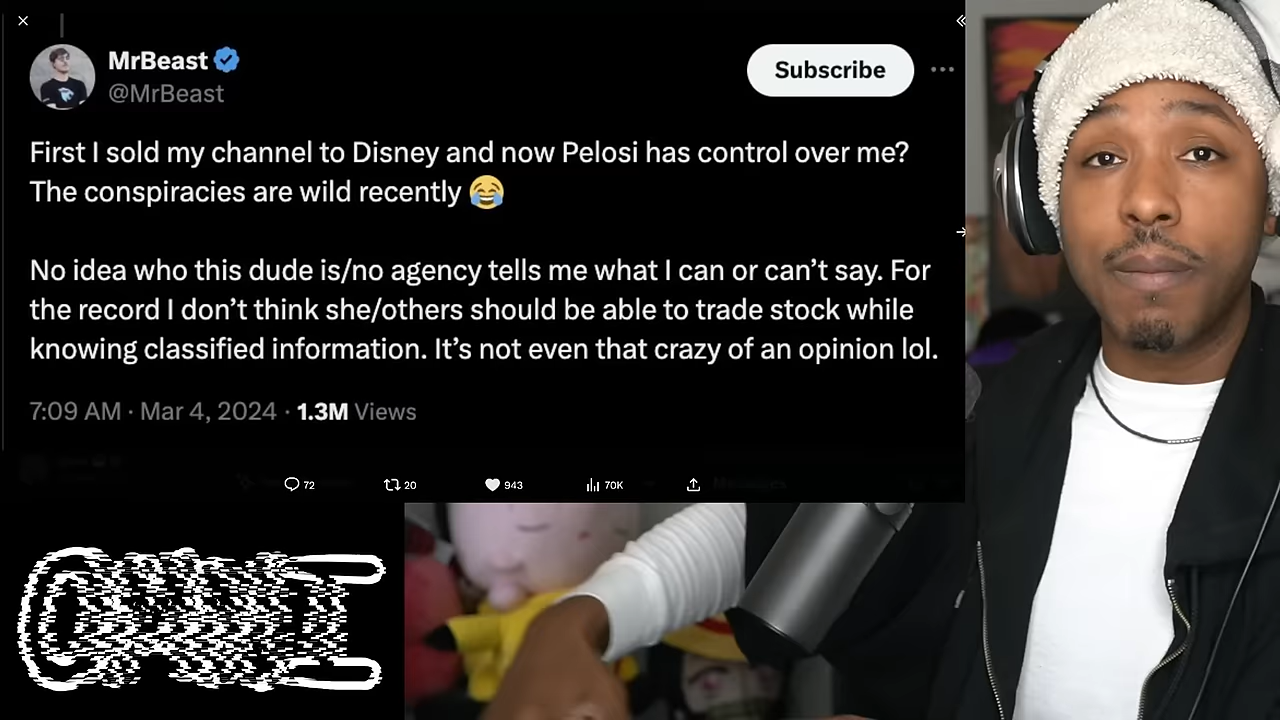 MrBeast
@MrBeast
Subscribe
First I sold my channel to Disney and now Pelosi has control over me?
The conspiracies are wild recently 😂
No idea who this dude is/no agency tells me what I can or can’t say. For
the record I don’t think she/others should be able to trade stock while
knowing classified information. It’s not even that crazy of an opinion lol.
7:09 AM · Mar 4, 2024 · 1.3M Views
72 20 943 70K